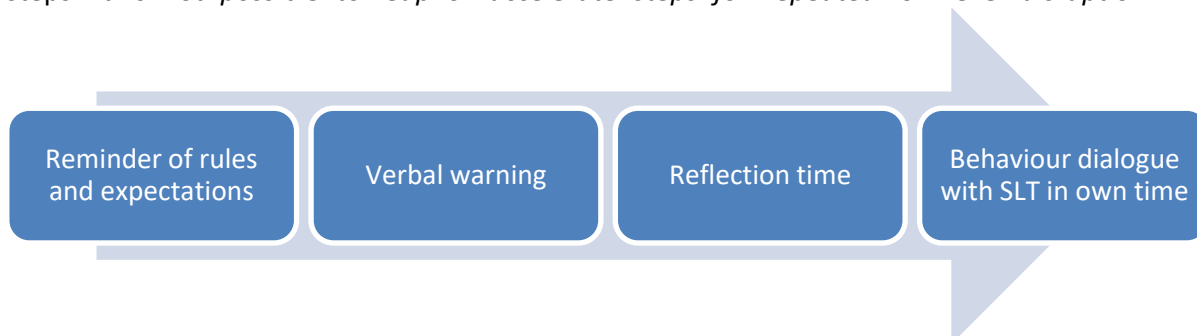 Reminder of rules
and expectations
Verbal warning
Reflection time
Behaviour dialogue
with SLT in own time